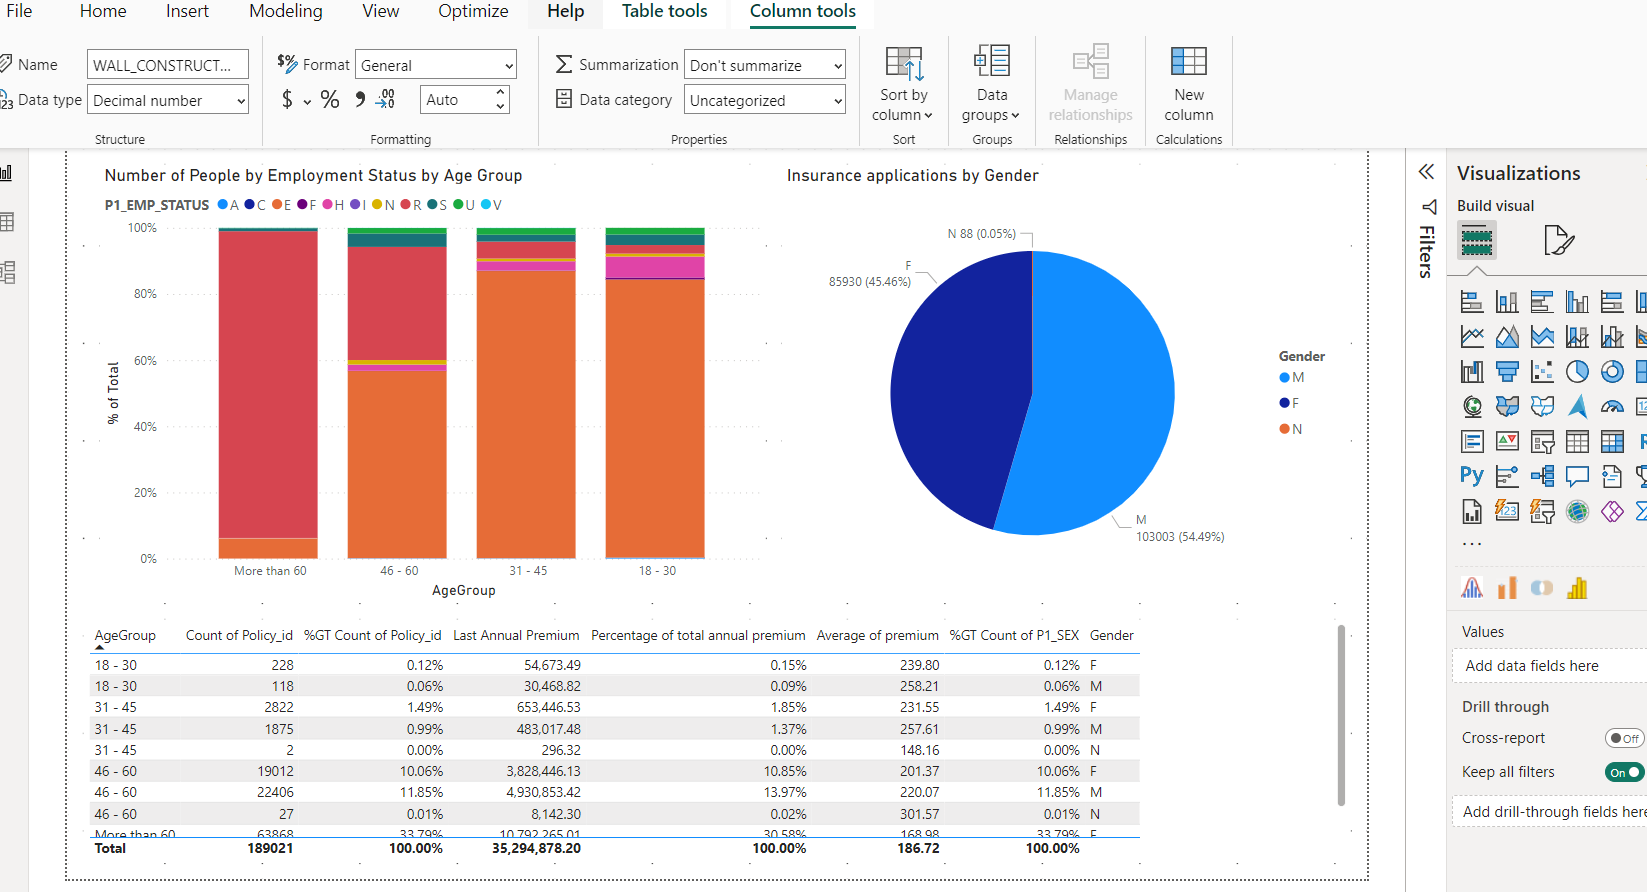 File Home Insert Modeling View Optimize Help Table tools Column tools
Name WALL_CONSTRUCT... $% Format General Summarization Don't summarize
Data type Decimal number $ % Auto Data category Uncategorized
Sort by column Data groups Manage relationships New column
Structure Formatting Properties Sort Groups Relationships Calculations
Number of People by Employment Status by Age Group
P1_EMP_STATUS A C E F H I N R S U V
100%
80%
60%
40%
20%
0%
% of Total
More than 60 46 - 60 31 - 45 18 - 30
AgeGroup
Insurance applications by Gender
N 88 (0.05%)
F
85930 (45.46%)
M
103003 (54.49%)
Gender
M
F
N
AgeGroup Count of Policy_id %GT Count of Policy_id Last Annual Premium Percentage of total annual premium Average of premium %GT Count of P1_SEX Gender
18 - 30 228 0.12% 54,673.49 0.15% 239.80 0.12% F
18 - 30 118 0.06% 30,468.82 0.09% 258.21 0.06% M
31 - 45 2822 1.49% 653,446.53 1.85% 231.55 1.49% F
31 - 45 1875 0.99% 483,017.48 1.37% 257.61 0.99% M
31 - 45 2 0.00% 296.32 0.00% 148.16 0.00% N
46 - 60 19012 10.06% 3,828,446.13 10.85% 201.37 10.06% F
46 - 60 22406 11.85% 4,930,853.42 13.97% 220.07 11.85% M
46 - 60 27 0.01% 8,142.30 0.02% 301.57 0.01% N
More than 60 63868 33.79% 10,792,265.01 30.58% 168.98 33.79% F
Total 189021 100.00% 35,294,878.20 100.00% 186.72 100.00%
Filters
Visualizations
Build visual
Py
...
Values
Add data fields here
Drill through
Cross-report Off
Keep all filters On
Add drill-through fields here